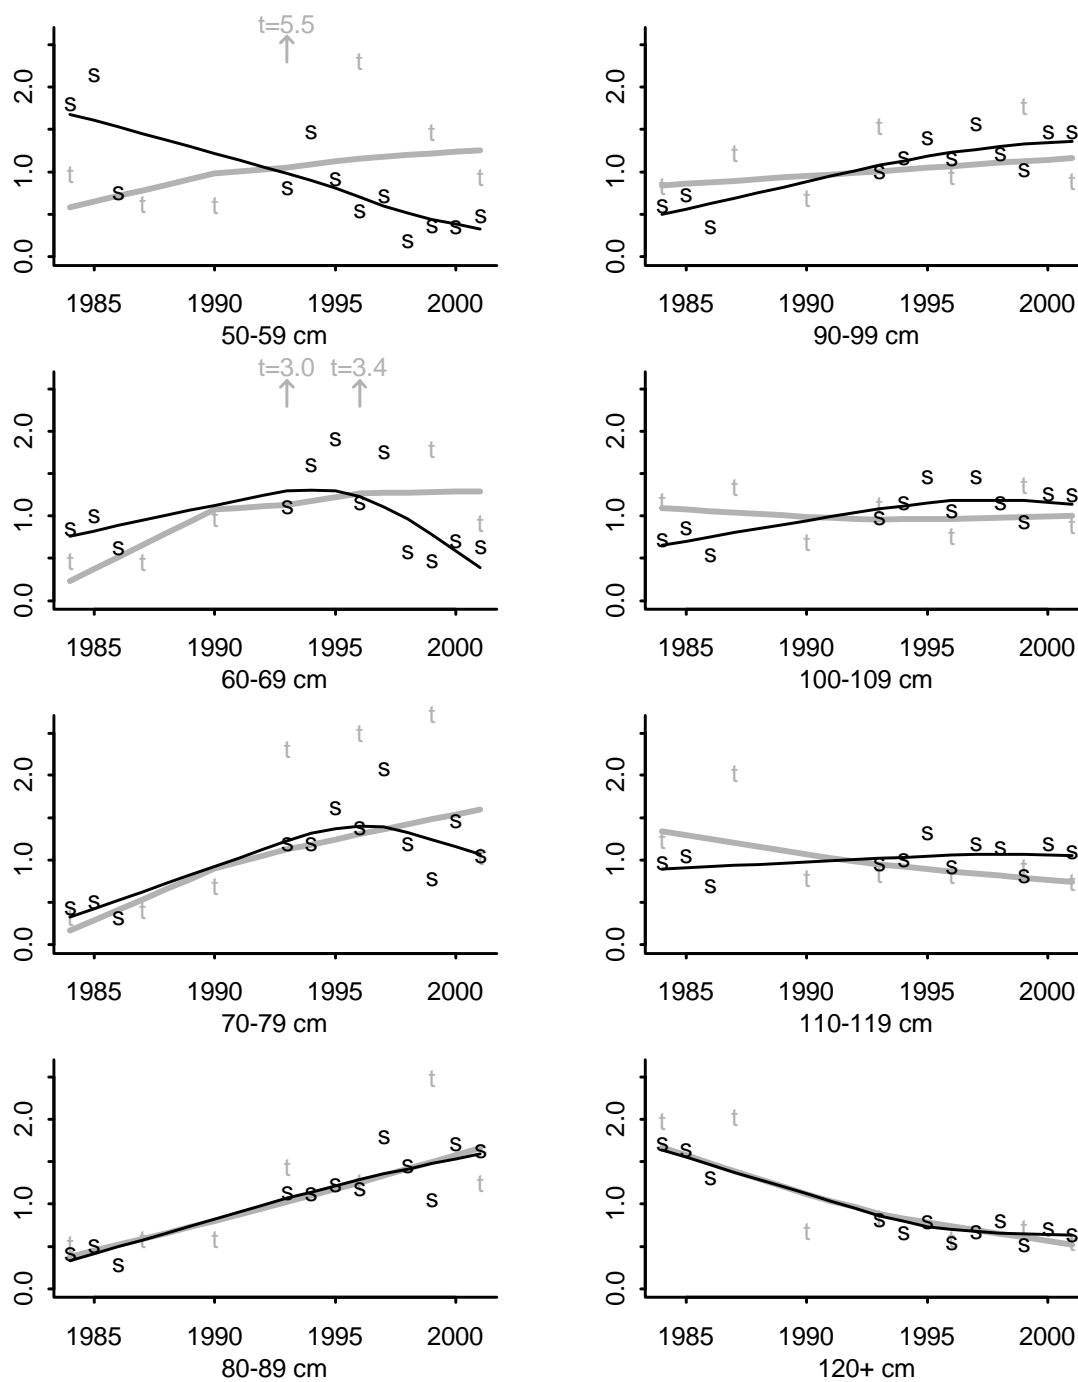 t=5.5
0.0 1.0 2.0
t s s s t t t s s s t s s s t s s t s
1985 1990 1995 2000
50-59 cm
0.0 1.0 2.0
t s s s t t t s s s t s s s t s s t s
1985 1990 1995 2000
90-99 cm
t=3.0 t=3.4
0.0 1.0 2.0
t s s s t t s s s s s s t s s t s
1985 1990 1995 2000
60-69 cm
0.0 1.0 2.0
t s s s t t t s s s t s s s t s s t s
1985 1990 1995 2000
100-109 cm
0.0 1.0 2.0
t s s s t t t s s s t s s s t s s t s
1985 1990 1995 2000
70-79 cm
0.0 1.0 2.0
t s s s t t t s s s t s s s t s s t s
1985 1990 1995 2000
110-119 cm
0.0 1.0 2.0
t s s s t t t s s s t s s s t s s t s
1985 1990 1995 2000
80-89 cm
0.0 1.0 2.0
t s s s t t t s s s t s s s t s s t s
1985 1990 1995 2000
120+ cm